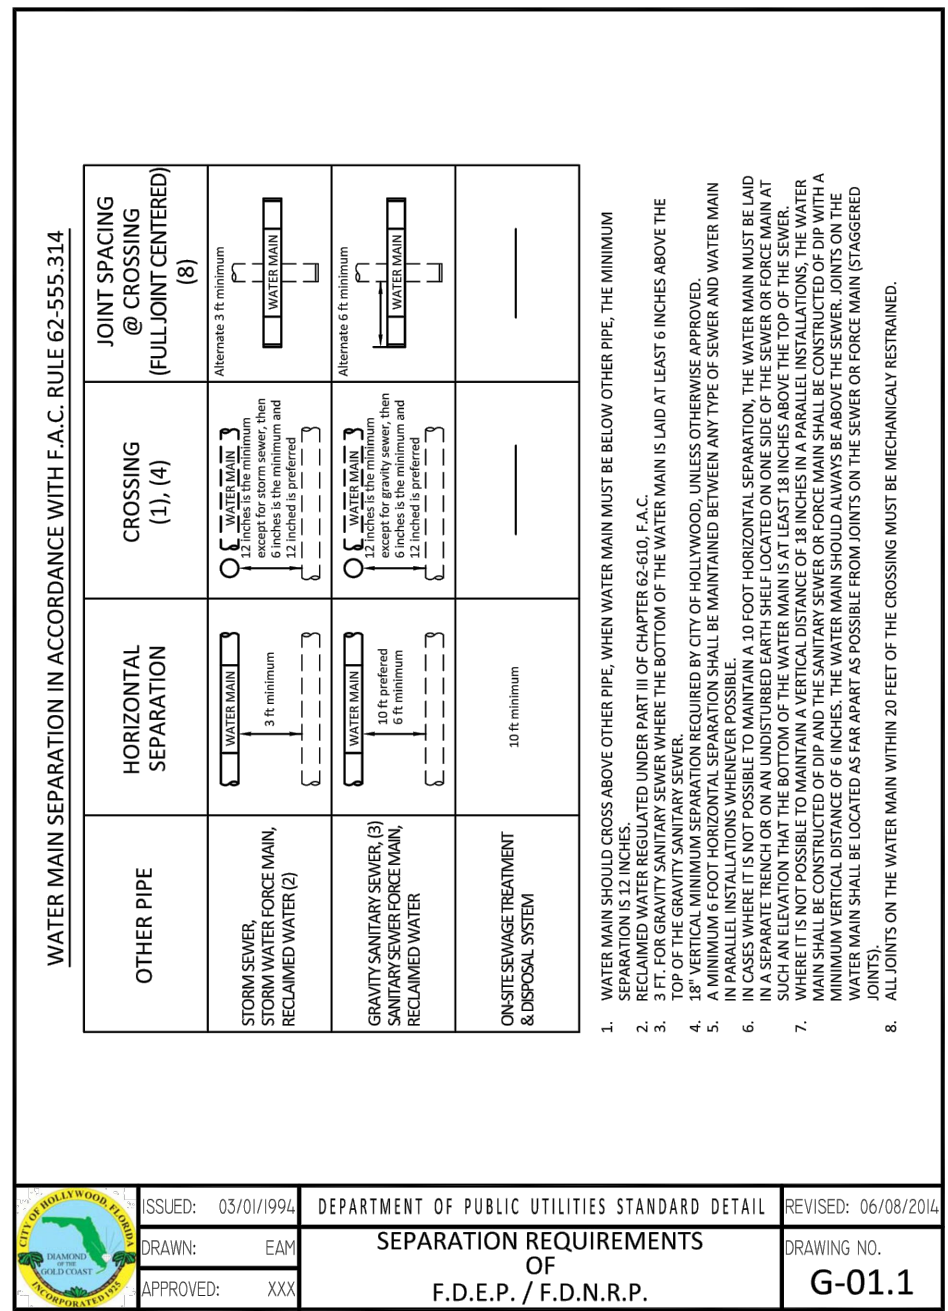 WATER MAIN SEPARATION IN ACCORDANCE WITH F.A.C. RULE 62-555.314
OTHER PIPE
HORIZONTAL
SEPARATION
CROSSING
(1), (4)
JOINT SPACING
@ CROSSING
(FULL JOINT CENTERED)
(8)
STORM SEWER,
STORM WATER FORCE MAIN,
RECLAIMED WATER (2)
WATER MAIN
3 ft minimum
WATER MAIN
12 inches is the minimum
except for storm sewer, then
6 inches is the minimum and
12 inched is preferred
Alternate 3 ft minimum
WATER MAIN
GRAVITY SANITARY SEWER, (3)
SANITARY SEWER FORCE MAIN,
RECLAIMED WATER
WATER MAIN
10 ft prefered
6 ft minimum
WATER MAIN
12 inches is the minimum
except for gravity sewer, then
6 inches is the minimum and
12 inched is preferred
Alternate 6 ft minimum
WATER MAIN
ON-SITE SEWAGE TREATMENT
& DISPOSAL SYSTEM
10 ft minimum
1. WATER MAIN SHOULD CROSS ABOVE OTHER PIPE, WHEN WATER MAIN MUST BE BELOW OTHER PIPE, THE MINIMUM
SEPARATION IS 12 INCHES.
2. RECLAIMED WATER REGULATED UNDER PART III OF CHAPTER 62-610, F.A.C.
3. 3 FT. FOR GRAVITY SANITARY SEWER WHERE THE BOTTOM OF THE WATER MAIN IS LAID AT LEAST 6 INCHES ABOVE THE
TOP OF THE GRAVITY SANITARY SEWER.
4. 18" VERTICAL MINIMUM SEPARATION REQUIRED BY CITY OF HOLLYWOOD, UNLESS OTHERWISE APPROVED.
5. A MINIMUM 6 FOOT HORIZONTAL SEPARATION SHALL BE MAINTAINED BETWEEN ANY TYPE OF SEWER AND WATER MAIN
IN PARALLEL INSTALLATIONS WHENEVER POSSIBLE.
6. IN CASES WHERE IT IS NOT POSSIBLE TO MAINTAIN A 10 FOOT HORIZONTAL SEPARATION, THE WATER MAIN MUST BE LAID
IN A SEPARATE TRENCH OR ON AN UNDISTURBED EARTH SHELF LOCATED ON ONE SIDE OF THE SEWER OR FORCE MAIN AT
SUCH AN ELEVATION THAT THE BOTTOM OF THE WATER MAIN IS AT LEAST 18 INCHES ABOVE THE TOP OF THE SEWER.
7. WHERE IT IS NOT POSSIBLE TO MAINTAIN A VERTICAL DISTANCE OF 18 INCHES IN A PARALLEL INSTALLATIONS, THE WATER
MAIN SHALL BE CONSTRUCTED OF DIP AND THE SANITARY SEWER OR FORCE MAIN SHALL BE CONSTRUCTED OF DIP WITH A
MINIMUM VERTICAL DISTANCE OF 6 INCHES. THE WATER MAIN SHOULD ALWAYS BE ABOVE THE SEWER. JOINTS ON THE
WATER MAIN SHALL BE LOCATED AS FAR APART AS POSSIBLE FROM JOINTS ON THE SEWER OR FORCE MAIN (STAGGERED
JOINTS).
8. ALL JOINTS ON THE WATER MAIN WITHIN 20 FEET OF THE CROSSING MUST BE MECHANICALY RESTRAINED.
CITY OF HOLLYWOOD, FLORIDA
DIAMOND
OF THE
GOLD COAST
INCORPORATED 1925
ISSUED: 03/01/1994
DRAWN: EAM
APPROVED: XXX
DEPARTMENT OF PUBLIC UTILITIES STANDARD DETAIL
SEPARATION REQUIREMENTS
OF
F.D.E.P. / F.D.N.R.P.
REVISED: 06/08/2014
DRAWING NO.
G-01.1